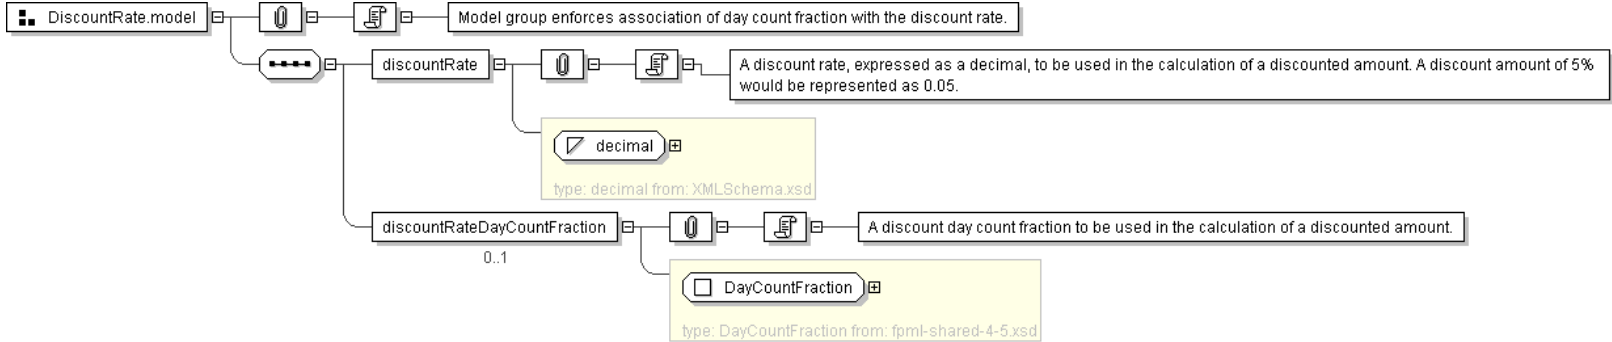 DiscountRate.model
Model group enforces association of day count fraction with the discount rate.
discountRate
A discount rate, expressed as a decimal, to be used in the calculation of a discounted amount. A discount amount of 5%
would be represented as 0.05.
decimal
type: decimal from: XMLSchema.xsd
discountRateDayCountFraction
A discount day count fraction to be used in the calculation of a discounted amount.
0..1
DayCountFraction
type: DayCountFraction from: fpml-shared-4-5.xsd